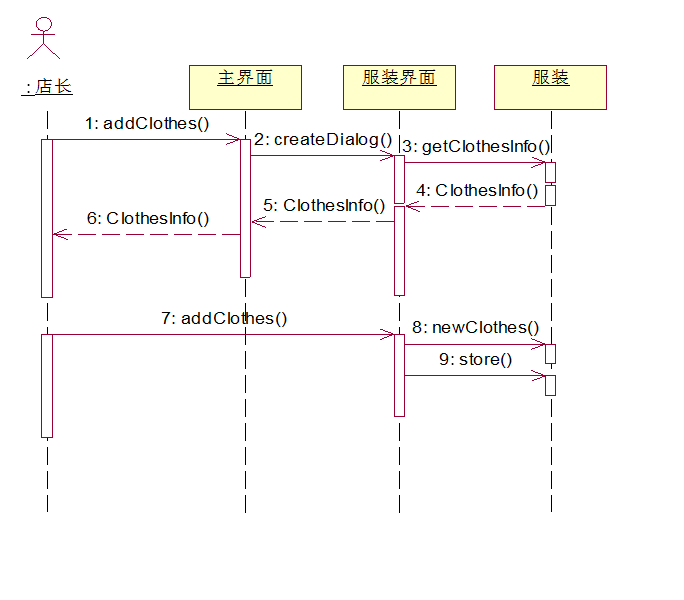 : 店长
主界面
服装界面
服装
1: addClothes()
2: createDialog()
3: getClothesInfo()
4: ClothesInfo()
5: ClothesInfo()
6: ClothesInfo()
7: addClothes()
8: newClothes()
9: store()